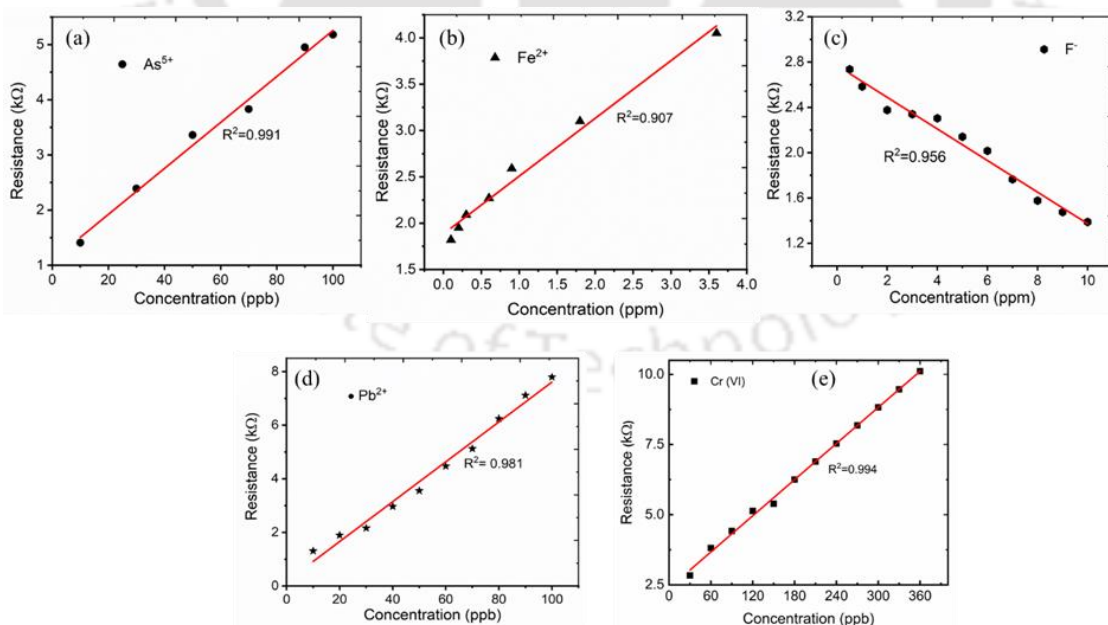 (a)
As5+
R2=0.991
Resistance (kΩ)
5
4
3
2
1
0 20 40 60 80 100
Concentration (ppb)
(b)
Fe2+
R2=0.907
Resistance (kΩ)
4.0
3.5
3.0
2.5
2.0
1.5
0.0 0.5 1.0 1.5 2.0 2.5 3.0 3.5 4.0
Concentration (ppm)
(c)
F-
R2=0.956
Resistance (kΩ)
3.2
2.8
2.4
2.0
1.6
1.2
0 2 4 6 8 10
Concentration (ppm)
of Technolo
(d)
Pb2+
R2= 0.981
Resistance (kΩ)
8
6
4
2
0
0 20 40 60 80 100
Concentration (ppb)
(e)
Cr (VI)
R2=0.994
Resistance (kΩ)
10.0
7.5
5.0
2.5
0 60 120 180 240 300 360
Concentration (ppb)